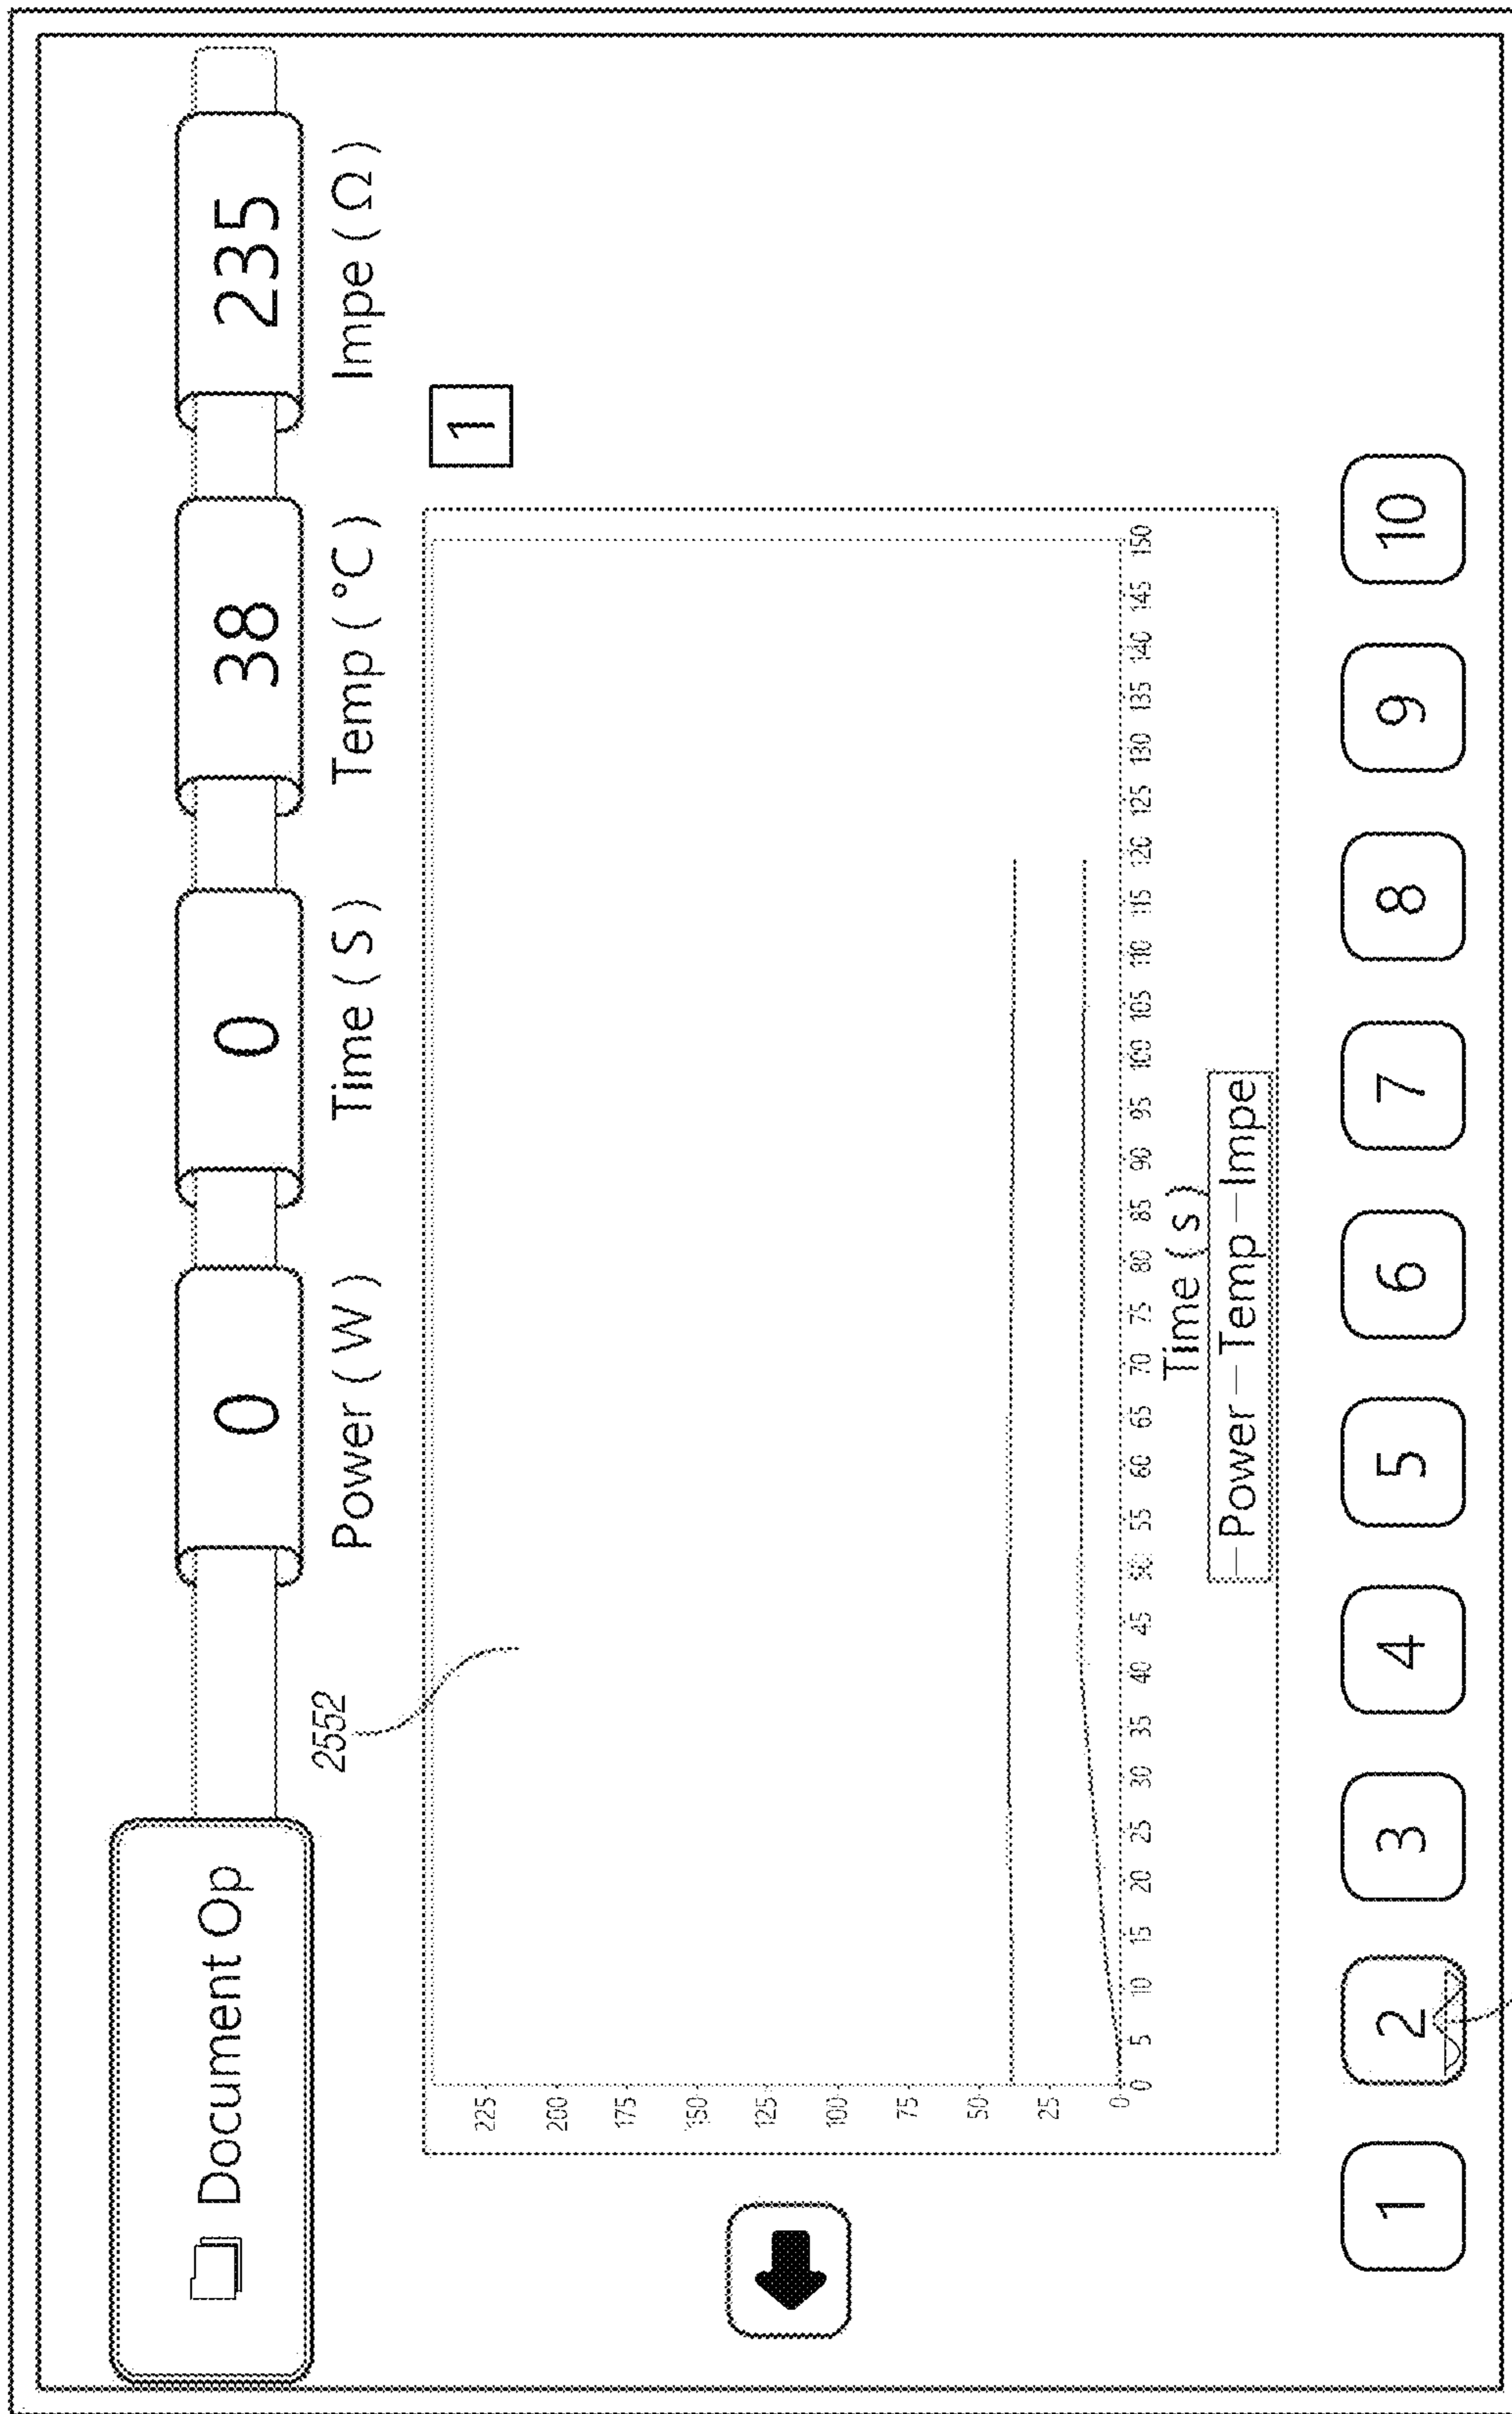 Document Op
0 0 38 235
Power ( W ) Time ( S ) Temp ( °C ) Impe ( Ω )
2552
1
225
200
175
150
125
100
75
50
25
0
0 5 10 15 20 25 30 35 40 45 50 55 60 65 70 75 80 85 90 95 100 105 110 115 120 125 130 135 140 145 150
Time ( s )
Power Temp Impe
1 2 3 4 5 6 7 8 9 10